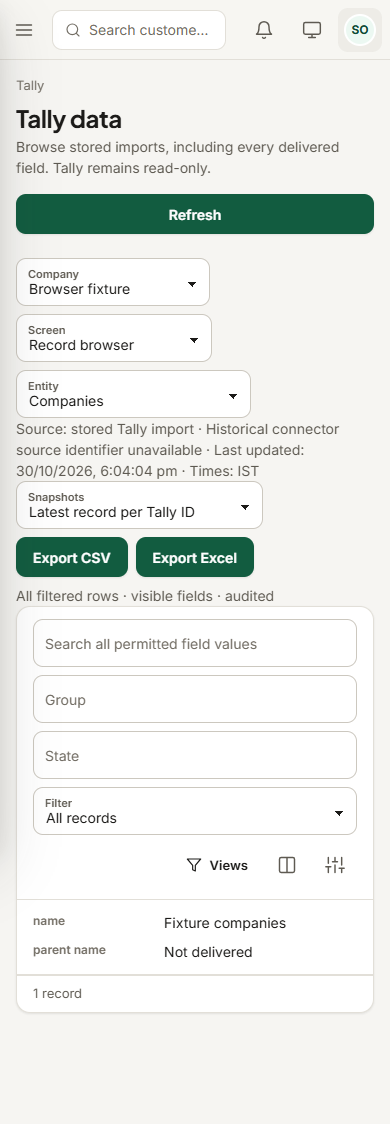 Search custome...
SO
Tally
Tally data
Browse stored imports, including every delivered
field. Tally remains read-only.
Refresh
Company
Browser fixture
Screen
Record browser
Entity
Companies
Source: stored Tally import · Historical connector
source identifier unavailable · Last updated:
30/10/2026, 6:04:04 pm · Times: IST
Snapshots
Latest record per Tally ID
Export CSV Export Excel
All filtered rows · visible fields · audited
Search all permitted field values
Group
State
Filter
All records
Views
name Fixture companies
parent name Not delivered
1 record